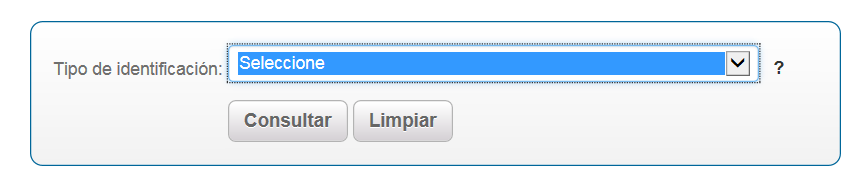 Tipo de identificación: Seleccione ?
Consultar Limpiar